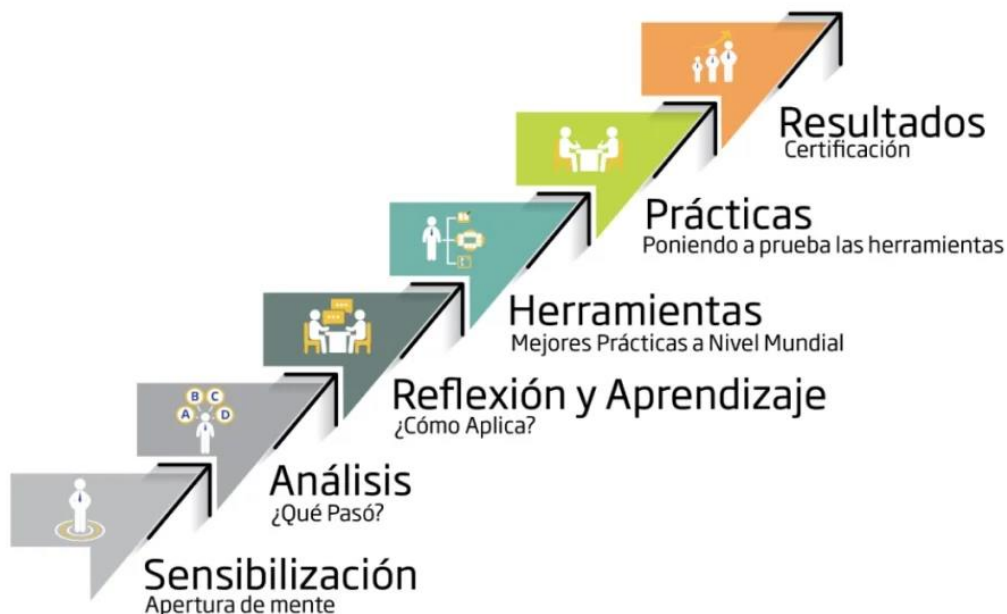 Resultados
Certificación
Prácticas
Poniendo a prueba las herramientas
Herramientas
Mejores Prácticas a Nivel Mundial
Reflexión y Aprendizaje
¿Cómo Aplica?
B C
A D
Análisis
¿Qué Pasó?
Sensibilización
Apertura de mente